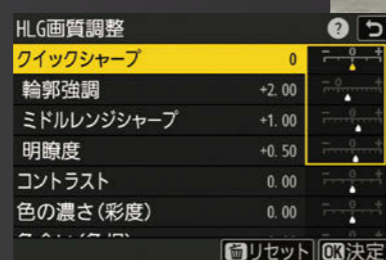 HLG画質調整
クイックシャープ 0
輪郭強調 +2.00
ミドルレンジシャープ +1.00
明瞭度 +0.50
コントラスト 0.00
色の濃さ(彩度) 0.00
リセット OK決定